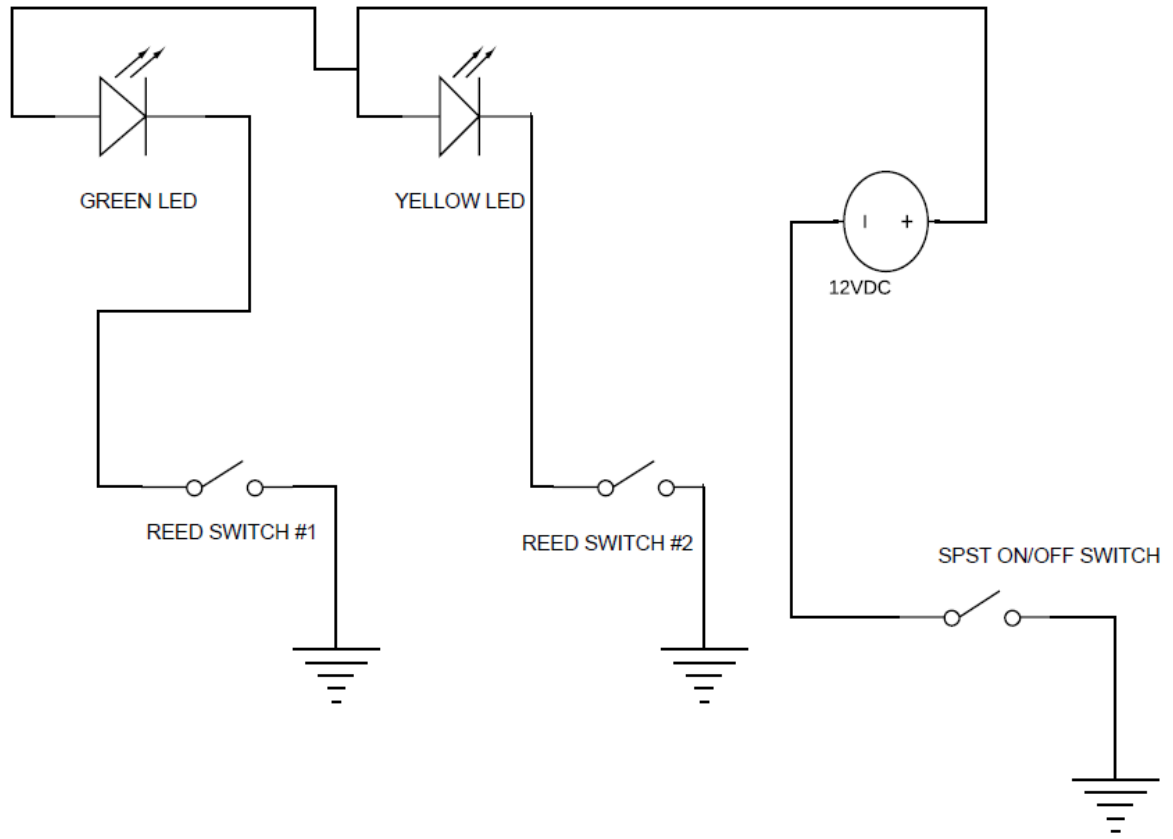 GREEN LED
YELLOW LED
- +
12VDC
REED SWITCH #1
REED SWITCH #2
SPST ON/OFF SWITCH